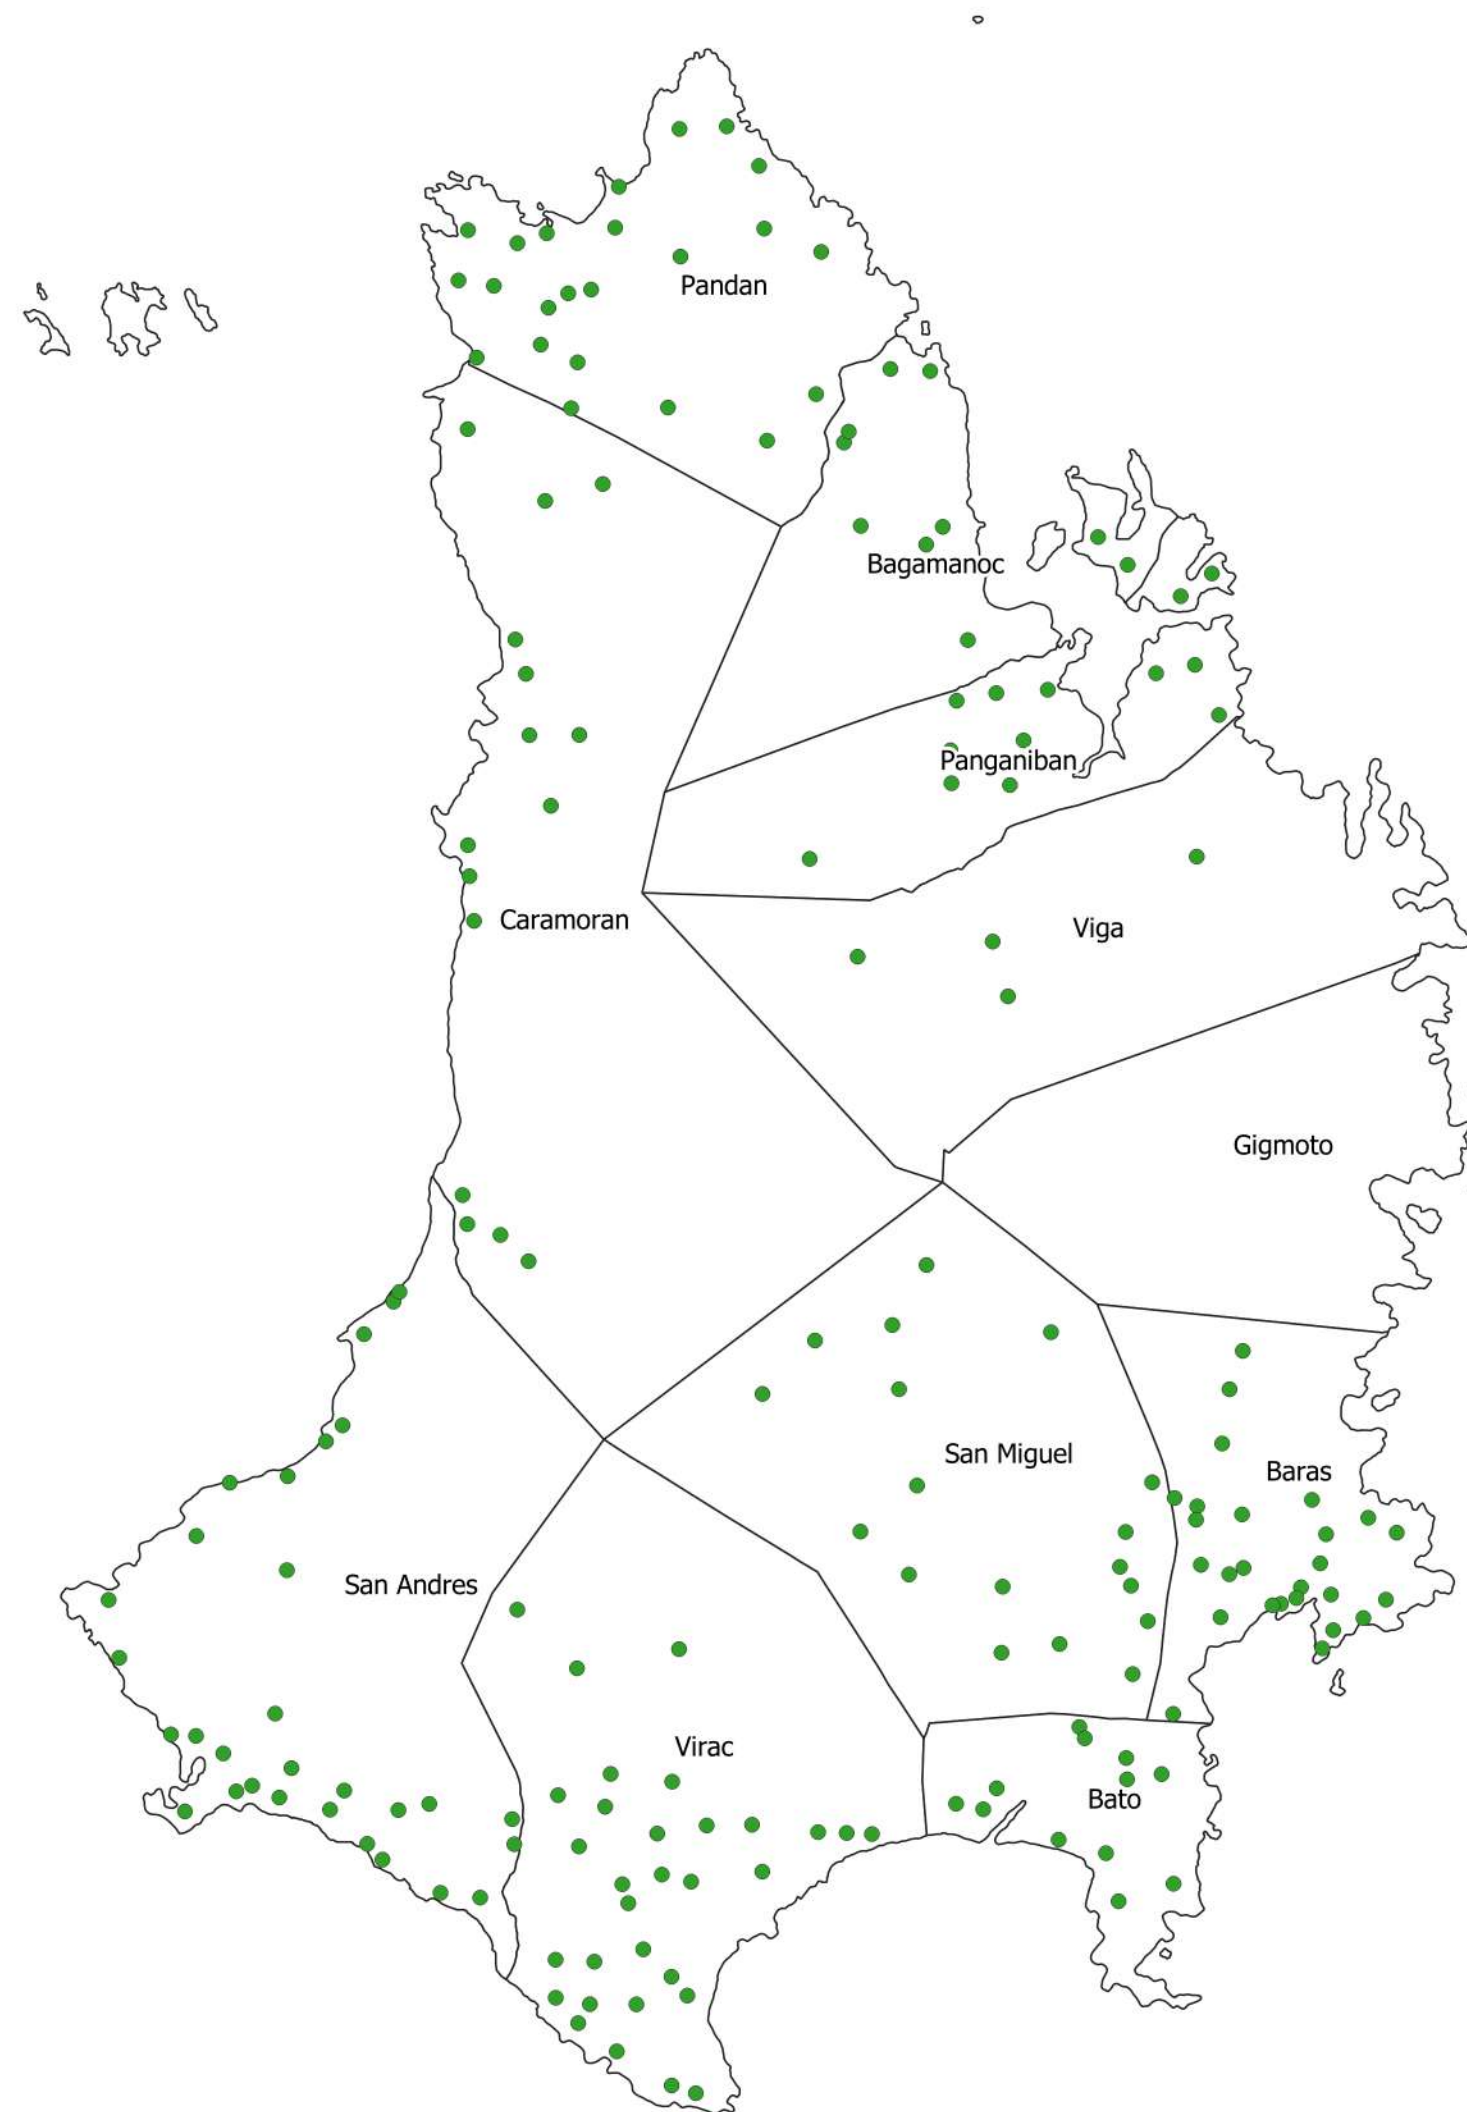 Pandan
Bagamanoc
Panganiban
Caramoran
Viga
Gigmoto
San Miguel
Baras
San Andres
Virac
Bato